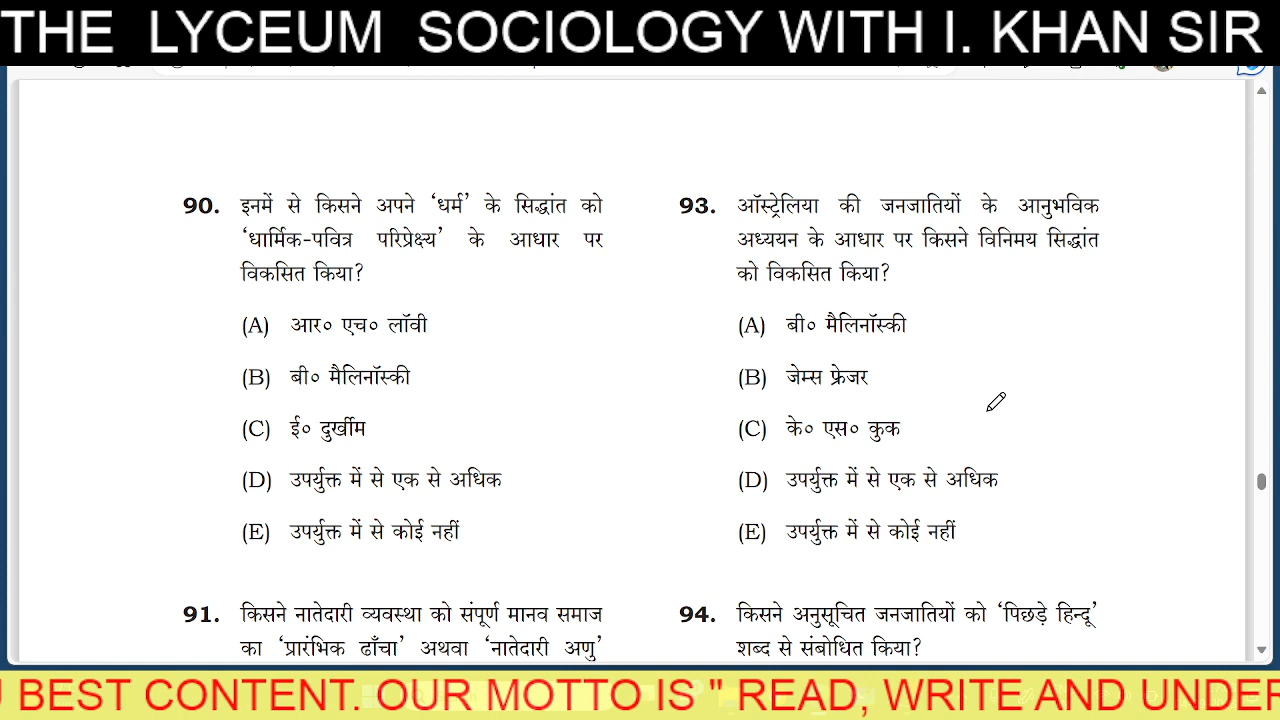 THE LYCEUM SOCIOLOGY WITH I. KHAN SIR
90. इनमें से किसने अपने ‘धर्म’ के सिद्धांत को
‘धार्मिक-पवित्र परिप्रेक्ष्य’ के आधार पर
विकसित किया?
(A) आर० एच० लॉवी
(B) बी० मैलिनॉस्की
(C) ई० दुर्खीम
(D) उपर्युक्त में से एक से अधिक
(E) उपर्युक्त में से कोई नहीं
91. किसने नातेदारी व्यवस्था को संपूर्ण मानव समाज
का ‘प्रारंभिक ढाँचा’ अथवा ‘नातेदारी अणु’
93. ऑस्ट्रेलिया की जनजातियों के आनुभविक
अध्ययन के आधार पर किसने विनिमय सिद्धांत
को विकसित किया?
(A) बी० मैलिनॉस्की
(B) जेम्स फ्रेजर
(C) के० एस० कुक
(D) उपर्युक्त में से एक से अधिक
(E) उपर्युक्त में से कोई नहीं
94. किसने अनुसूचित जनजातियों को ‘पिछड़े हिन्दू’
शब्द से संबोधित किया?
BEST CONTENT. OUR MOTTO IS " READ, WRITE AND UNDER